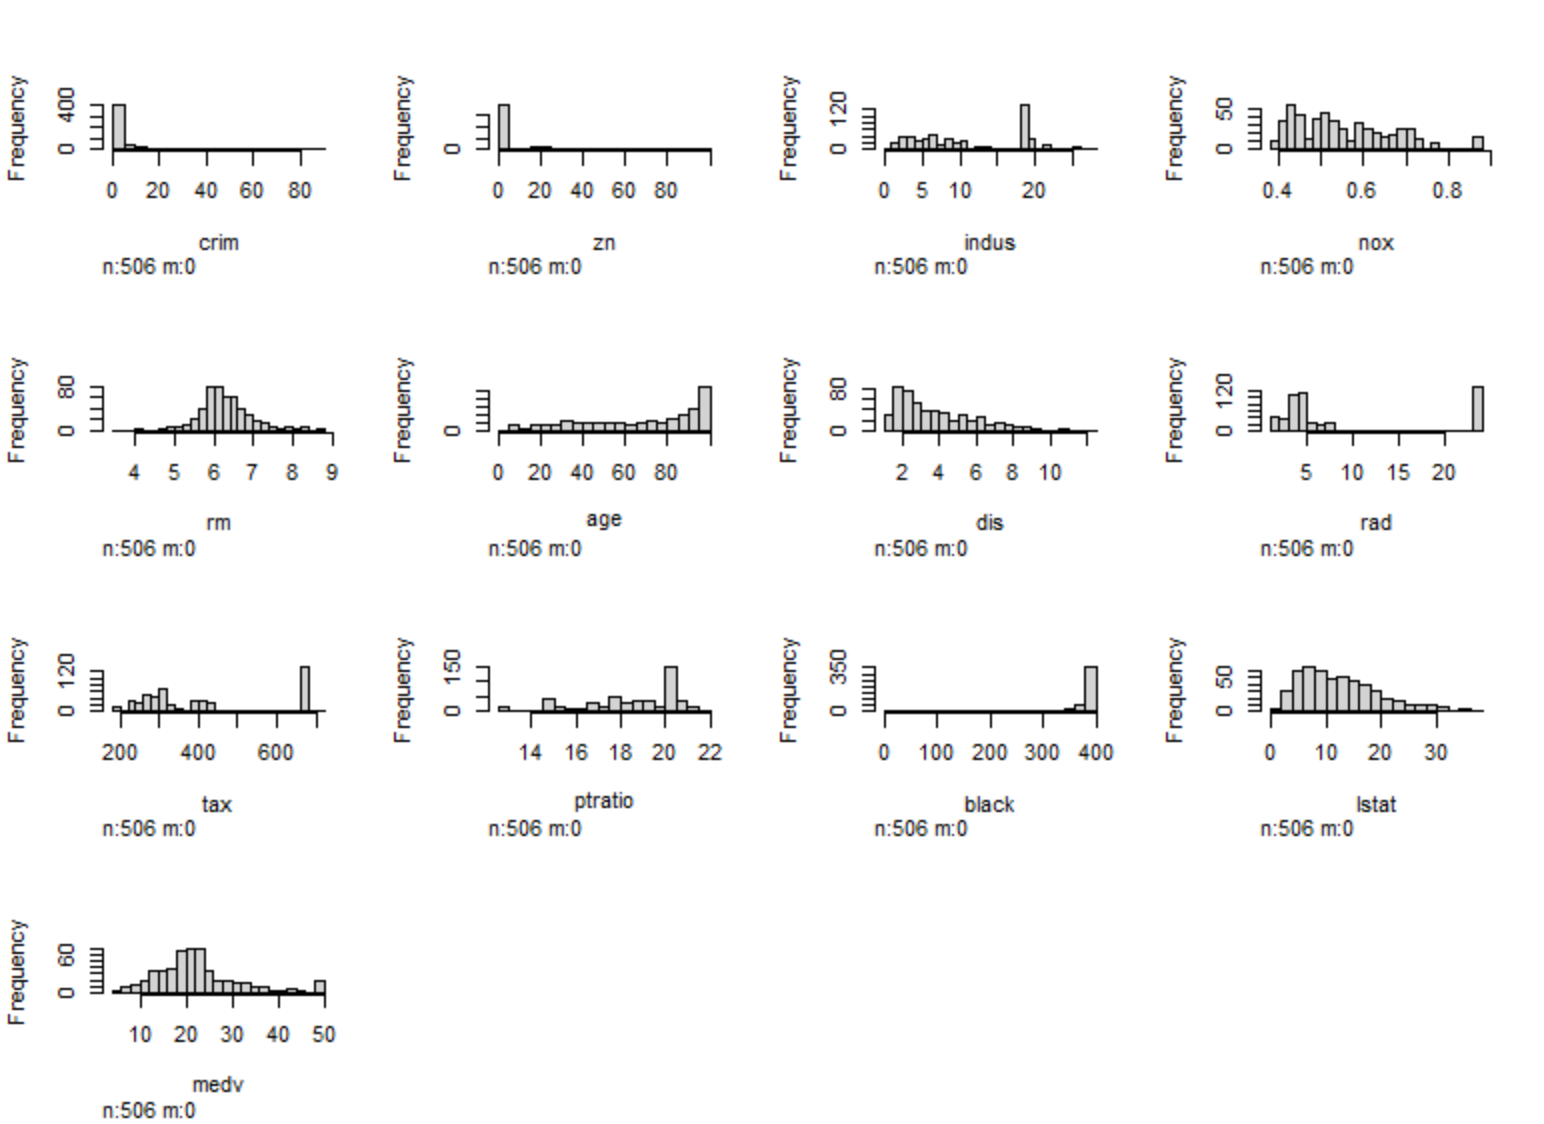 Frequency
400
0
0 20 40 60 80
crim
n:506 m:0
Frequency
0
0 20 40 60 80
zn
n:506 m:0
Frequency
120
0
0 5 10 20
indus
n:506 m:0
Frequency
50
0
0.4 0.6 0.8
nox
n:506 m:0
Frequency
80
0
4 5 6 7 8 9
rm
n:506 m:0
Frequency
0
0 20 40 60 80
age
n:506 m:0
Frequency
80
0
2 4 6 8 10
dis
n:506 m:0
Frequency
120
0
5 10 15 20
rad
n:506 m:0
Frequency
120
0
200 400 600
tax
n:506 m:0
Frequency
150
0
14 16 18 20 22
ptratio
n:506 m:0
Frequency
350
0
0 100 200 300 400
black
n:506 m:0
Frequency
50
0
0 10 20 30
lstat
n:506 m:0
Frequency
60
0
10 20 30 40 50
medv
n:506 m:0